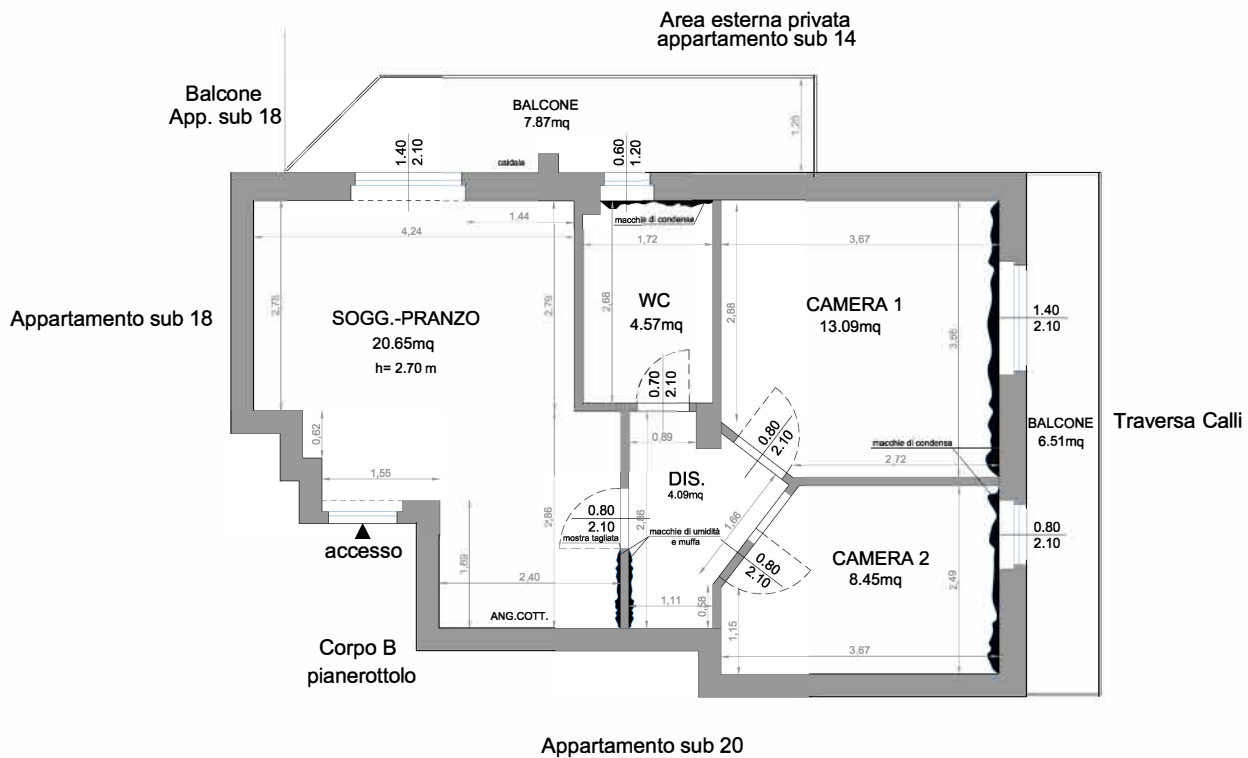 Area esterna privata
appartamento sub 14
Balcone
App. sub 18
BALCONE
7.87mq
1,28
1.40
2.10
caldaia
0.60
1.20
macchie di condensa
1.44
4,24
1,72
3,67
2,78
2,79
2,68
2,88
3,66
Appartamento sub 18
SOGG.-PRANZO
20.65mq
h= 2.70 m
WC
4.57mq
CAMERA 1
13.09mq
1.40
2.10
0.70
2.10
0,62
0,89
0.80
2.10
BALCONE
6.51mq
Traversa Calli
macchie di condensa
2,72
1,55
DIS.
4.09mq
1,66
0.80
2.10
mostra tagliata
2,86
2,86
macchie di umidità
e muffa
0.80
2.10
accesso
1,69
2,40
0.80
2.10
CAMERA 2
8.45mq
2,49
1,11
0,58
ANG.COTT.
1,15
3,67
Corpo B
pianerottolo
Appartamento sub 20